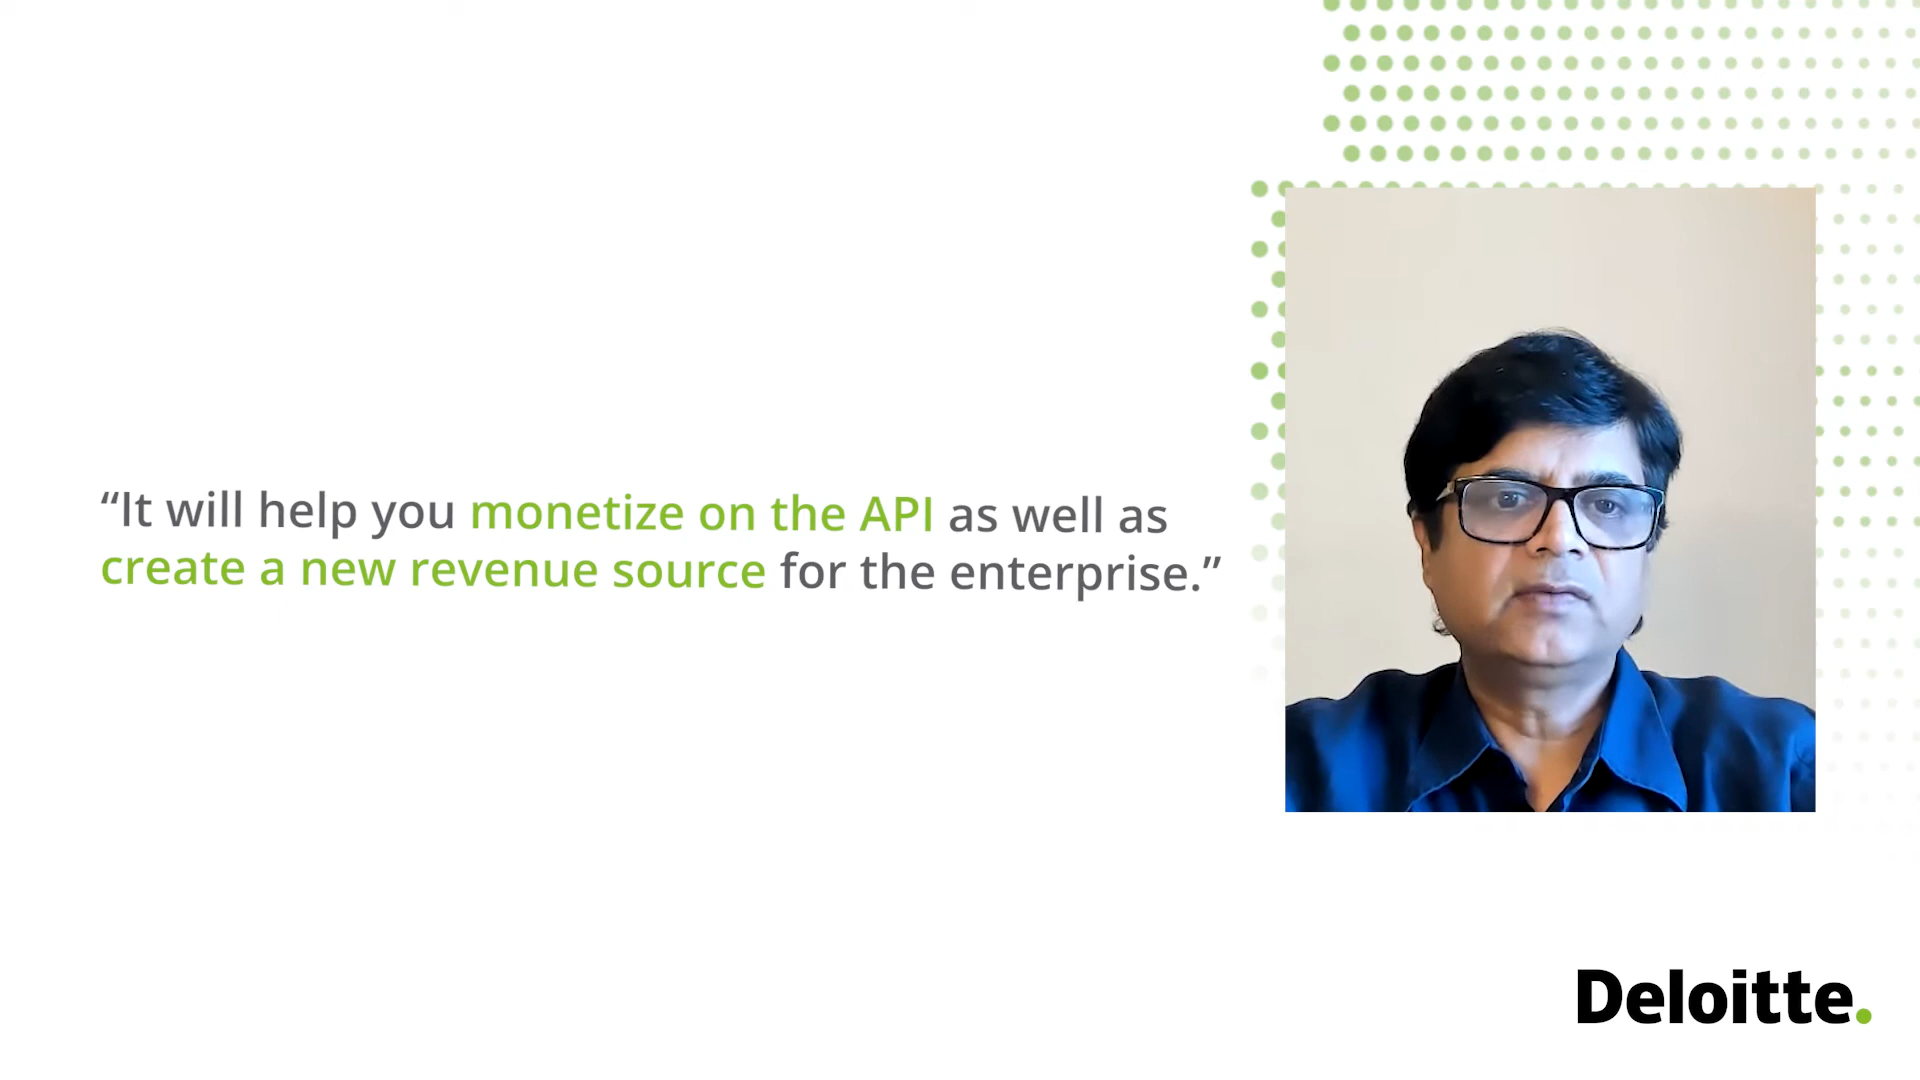 “It will help you monetize on the API as well as
create a new revenue source for the enterprise.”
Deloitte.